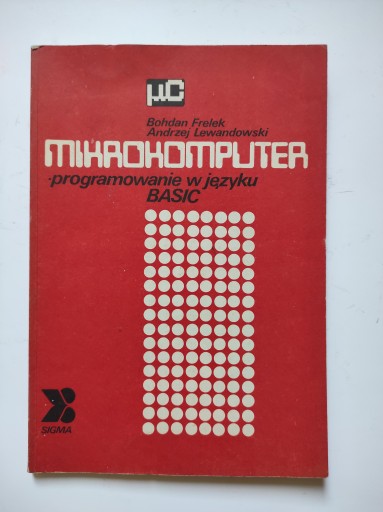 μC
Bohdan Frelek
Andrzej Lewandowski
MIKROKOMPUTER
-programowanie w języku
BASIC
SIGMA